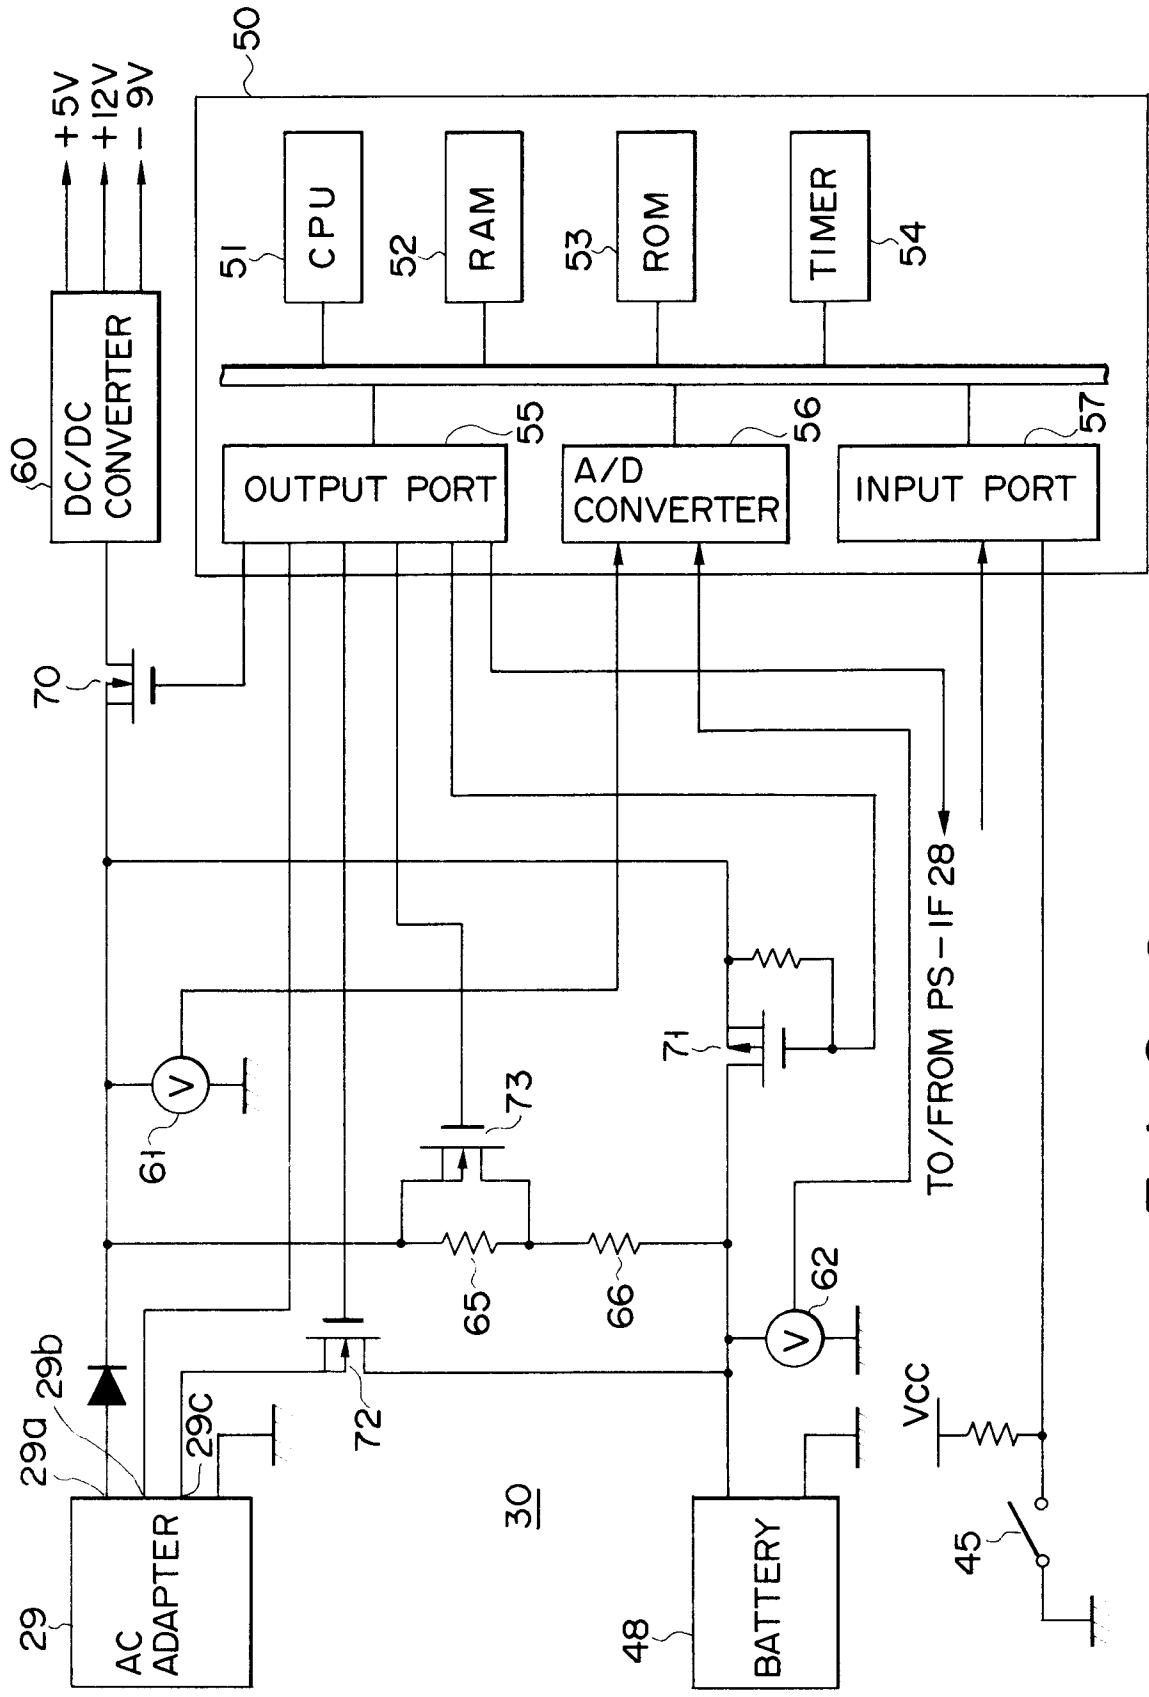 +5V
+12V
-9V
50
60
DC/DC
CONVERTER
51
CPU
52
RAM
53
ROM
TIMER
54
OUTPUT PORT
55
A/D
CONVERTER
56
INPUT PORT
57
70
61
V
73
71
65
66
62
V
72
TO/FROM PS-IF 28
29a
29b
29C
29
AC
ADAPTER
30
48
BATTERY
VCC
45